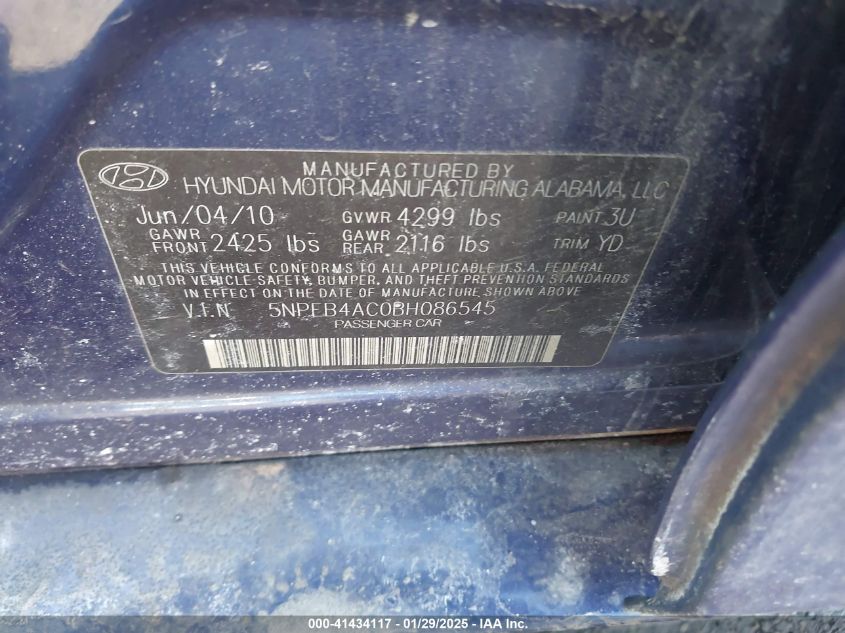 MANUFACTURED BY
HYUNDAI MOTOR MANUFACTURING ALABAMA, LLC
Jun/04/10 GVWR 4299 lbs PAINT 3U
GAWR FRONT 2425 lbs GAWR REAR 2116 lbs TRIM YD
THIS VEHICLE CONFORMS TO ALL APPLICABLE U.S.A. FEDERAL
MOTOR VEHICLE SAFETY, BUMPER, AND THEFT PREVENTION STANDARDS
IN EFFECT ON THE DATE OF MANUFACTURE SHOWN ABOVE.
V.I.N 5NPEB4AC0BH086545
PASSENGER CAR
000-41434117 - 01/29/2025 - IAA Inc.